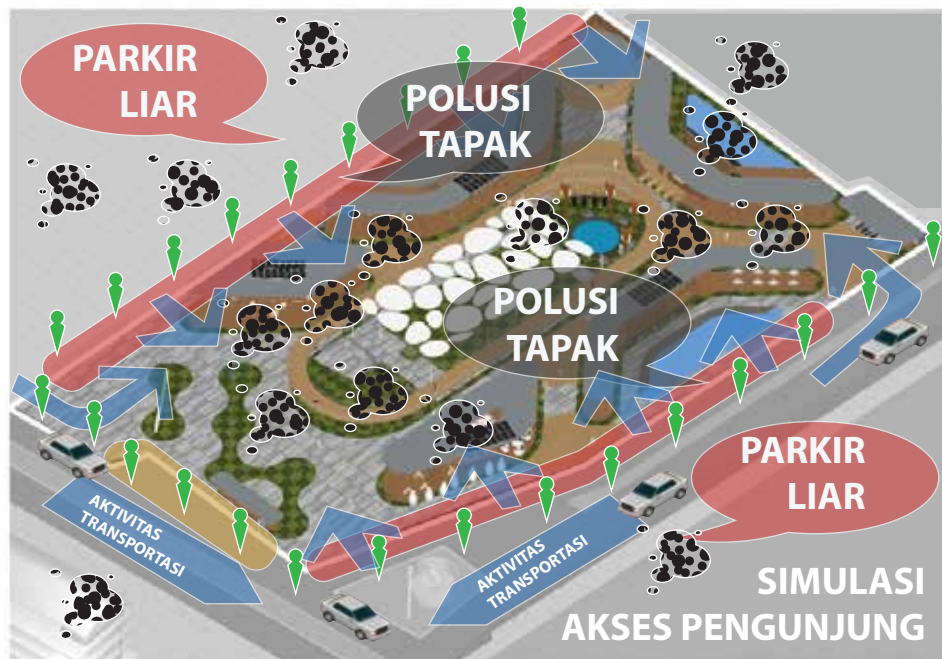 PARKIR
LIAR
POLUSI
TAPAK
POLUSI
TAPAK
PARKIR
LIAR
AKTIVITAS
TRANSPORTASI
AKTIVITAS
TRANSPORTASI
SIMULASI
AKSES PENGUNJUNG